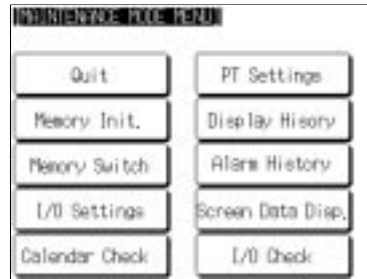 [MAINTENANCE MODE MENU]
Quit
PT Settings
Memory Init.
Display Hisory
Memory Switch
Alarm History
I/O Settings
Screen Data Disp.
Calendar Check
I/O Check